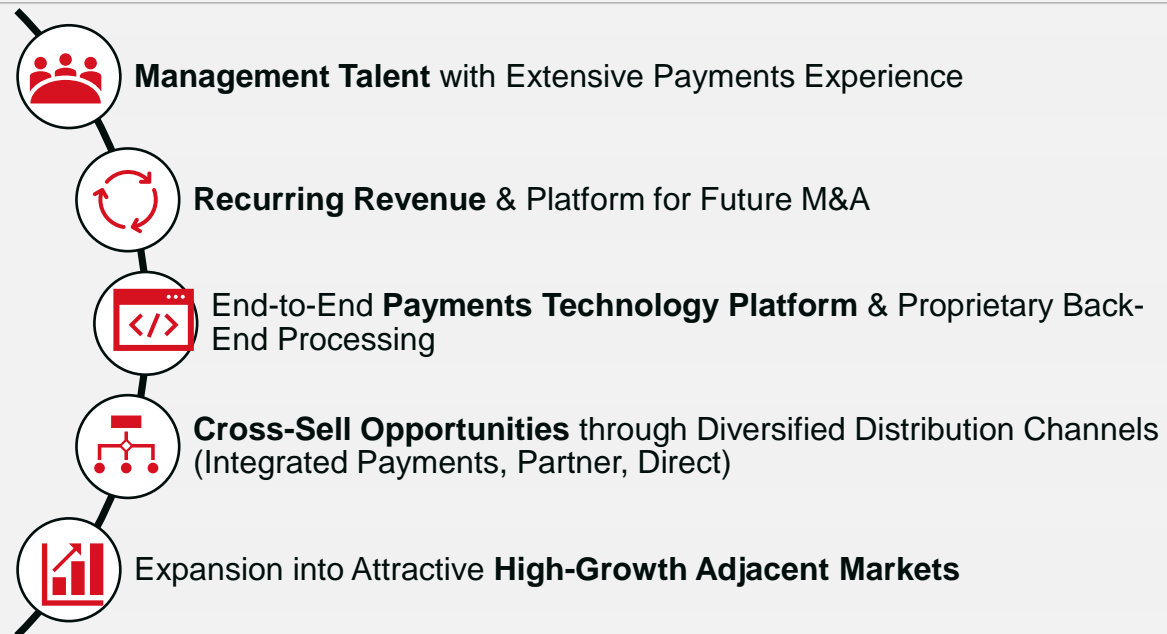 Management Talent with Extensive Payments Experience
Recurring Revenue & Platform for Future M&A
End-to-End Payments Technology Platform & Proprietary Back-
End Processing
Cross-Sell Opportunities through Diversified Distribution Channels
(Integrated Payments, Partner, Direct)
Expansion into Attractive High-Growth Adjacent Markets